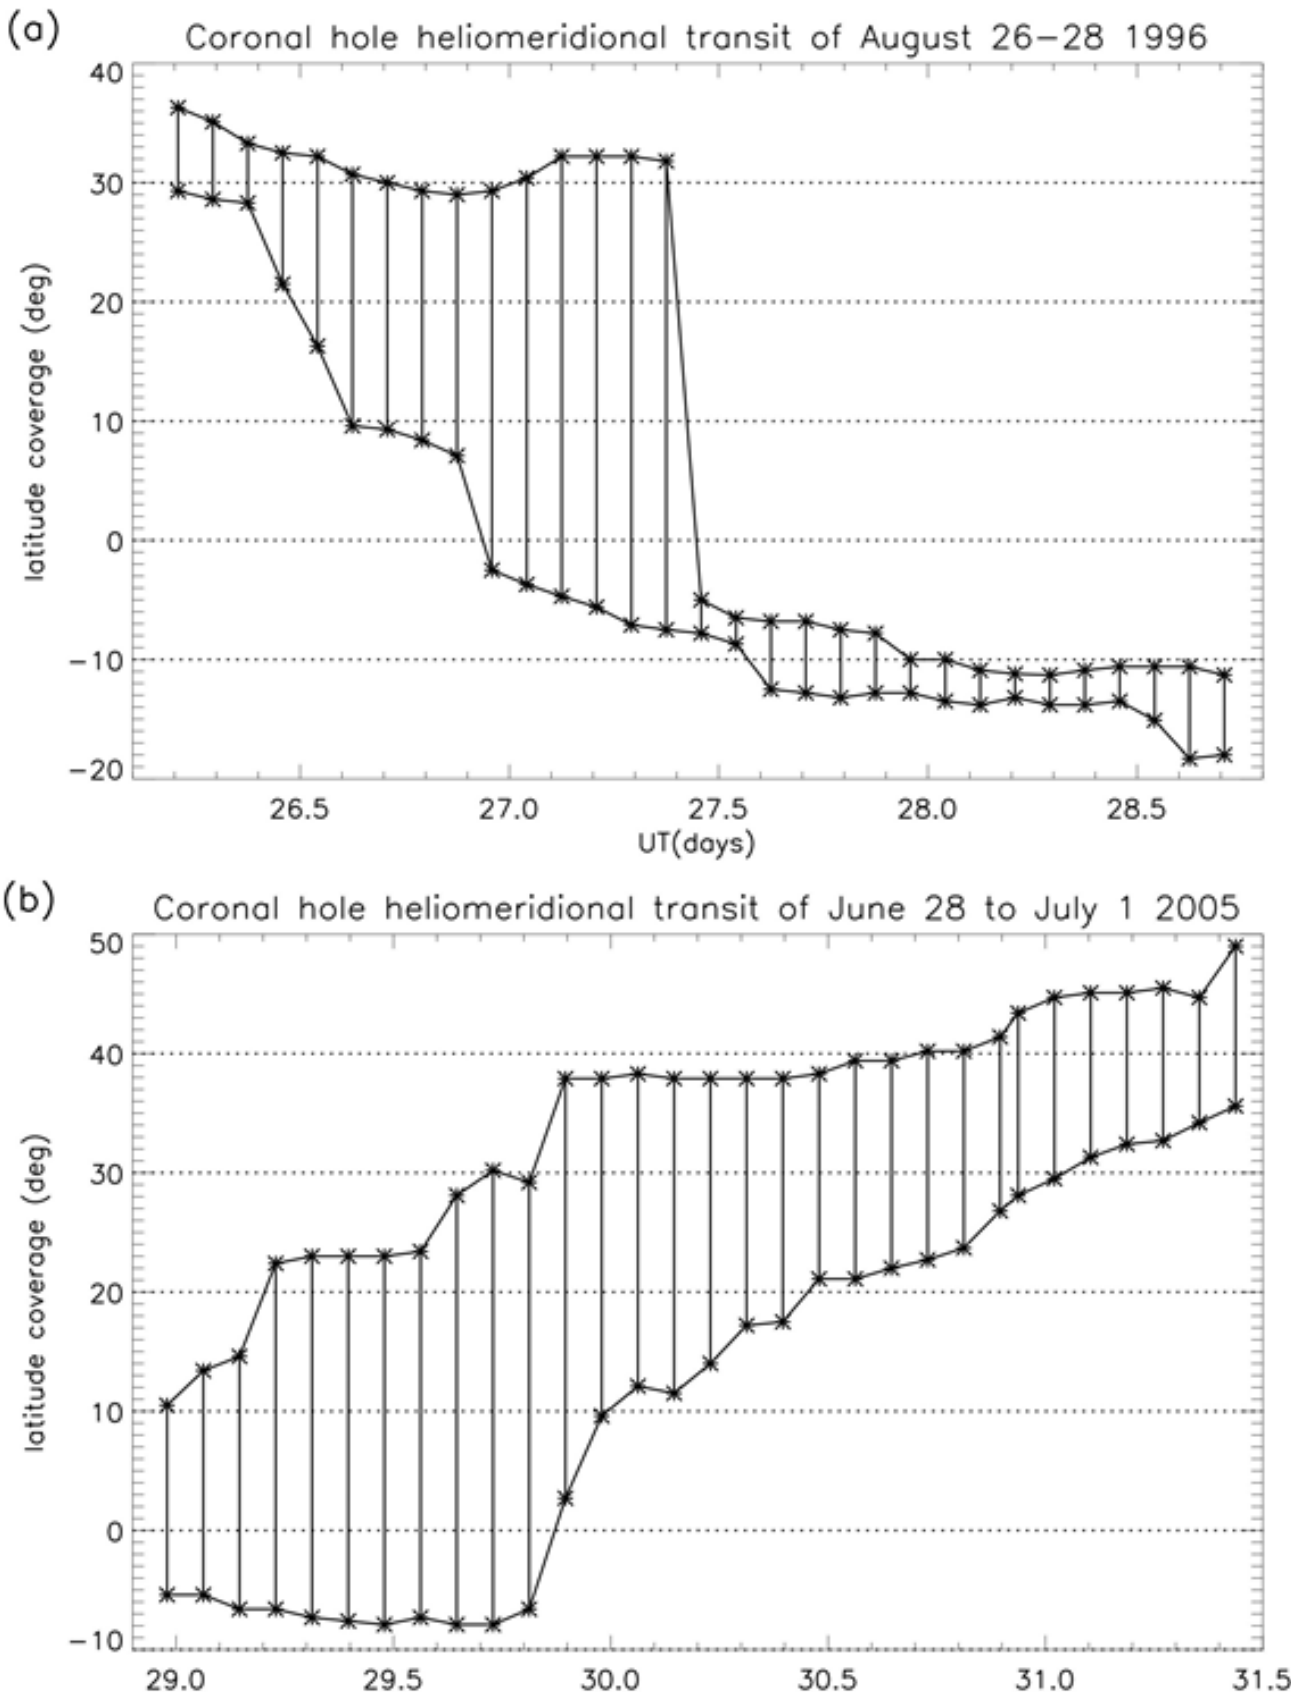 (a)
Coronal hole heliomeridional transit of August 26-28 1996
40
30
20
10
0
-10
-20
latitude coverage (deg)
26.5 27.0 27.5 28.0 28.5
UT(days)
(b)
Coronal hole heliomeridional transit of June 28 to July 1 2005
50
40
30
20
10
0
-10
latitude coverage (deg)
29.0 29.5 30.0 30.5 31.0 31.5